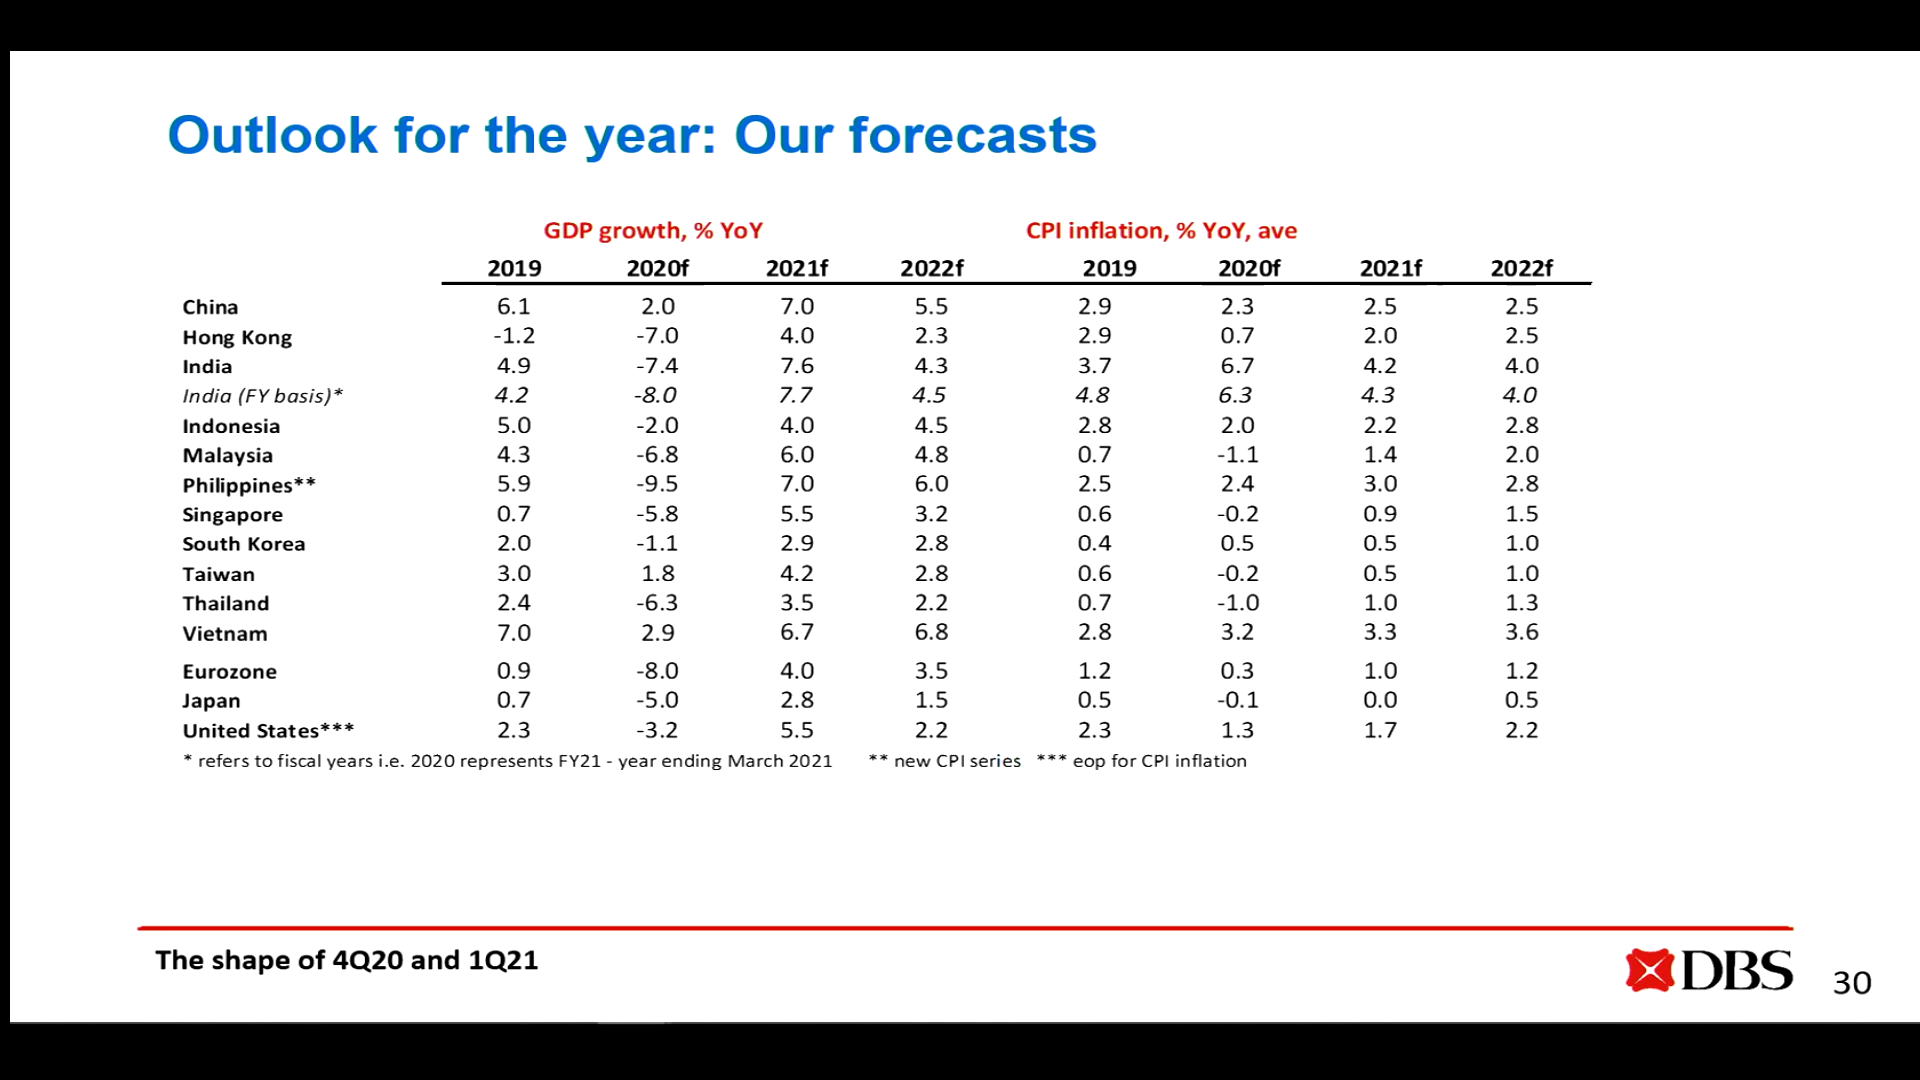 Outlook for the year: Our forecasts
GDP growth, % YoY CPI inflation, % YoY, ave
2019 2020f 2021f 2022f 2019 2020f 2021f 2022f
China 6.1 2.0 7.0 5.5 2.9 2.3 2.5 2.5
Hong Kong -1.2 -7.0 4.0 2.3 2.9 0.7 2.0 2.5
India 4.9 -7.4 7.6 4.3 3.7 6.7 4.2 4.0
India (FY basis)* 4.2 -8.0 7.7 4.5 4.8 6.3 4.3 4.0
Indonesia 5.0 -2.0 4.0 4.5 2.8 2.0 2.2 2.8
Malaysia 4.3 -6.8 6.0 4.8 0.7 -1.1 1.4 2.0
Philippines** 5.9 -9.5 7.0 6.0 2.5 2.4 3.0 2.8
Singapore 0.7 -5.8 5.5 3.2 0.6 -0.2 0.9 1.5
South Korea 2.0 -1.1 2.9 2.8 0.4 0.5 0.5 1.0
Taiwan 3.0 1.8 4.2 2.8 0.6 -0.2 0.5 1.0
Thailand 2.4 -6.3 3.5 2.2 0.7 -1.0 1.0 1.3
Vietnam 7.0 2.9 6.7 6.8 2.8 3.2 3.3 3.6
Eurozone 0.9 -8.0 4.0 3.5 1.2 0.3 1.0 1.2
Japan 0.7 -5.0 2.8 1.5 0.5 -0.1 0.0 0.5
United States*** 2.3 -3.2 5.5 2.2 2.3 1.3 1.7 2.2
* refers to fiscal years i.e. 2020 represents FY21 - year ending March 2021 ** new CPI series *** eop for CPI inflation
The shape of 4Q20 and 1Q21
DBS
30